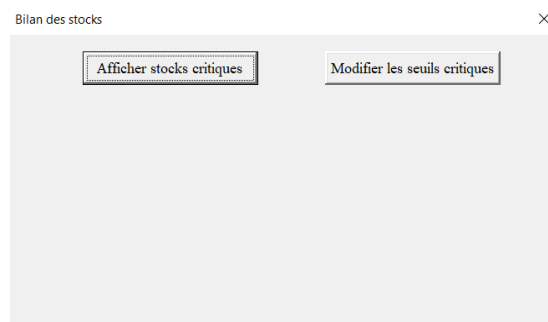 Bilan des stocks
Afficher stocks critiques
Modifier les seuils critiques